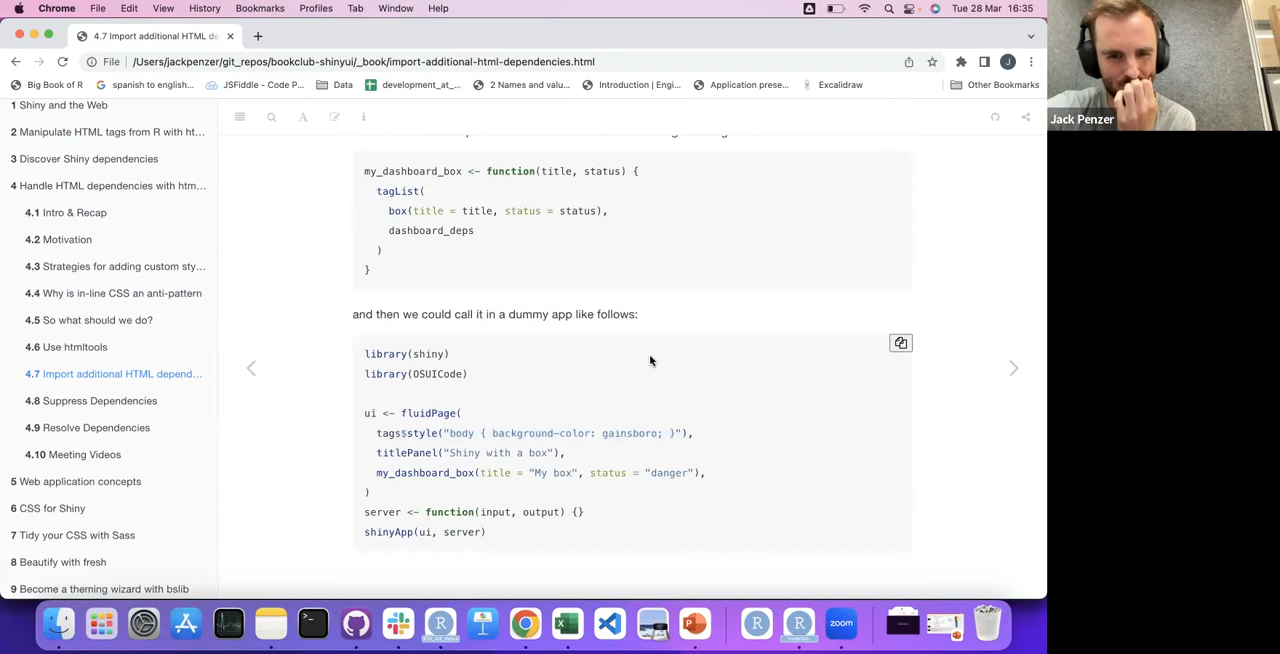 Chrome File Edit View History Bookmarks Profiles Tab Window Help Tue 28 Mar 16:35
4.7 Import additional HTML de
File /Users/jackpenzer/git_repos/bookclub-shinyui/_book/import-additional-html-dependencies.html J
Big Book of R spanish to english... JSFiddle - Code P... Data development_at_... 2 Names and valu... Introduction | Engi... Application prese... Excalidraw Other Bookmarks
Jack Penzer
1 Shiny and the Web
2 Manipulate HTML tags from R with ht...
3 Discover Shiny dependencies
4 Handle HTML dependencies with htm...
4.1 Intro & Recap
4.2 Motivation
4.3 Strategies for adding custom sty...
4.4 Why is in-line CSS an anti-pattern
4.5 So what should we do?
4.6 Use htmltools
4.7 Import additional HTML depend...
4.8 Suppress Dependencies
4.9 Resolve Dependencies
4.10 Meeting Videos
5 Web application concepts
6 CSS for Shiny
7 Tidy your CSS with Sass
8 Beautify with fresh
9 Become a theming wizard with bslib
my_dashboard_box <- function(title, status) {
tagList(
box(title = title, status = status),
dashboard_deps
)
}
and then we could call it in a dummy app like follows:
library(shiny)
library(OSUICode)
ui <- fluidPage(
tags$style("body { background-color: gainsboro; }"),
titlePanel("Shiny with a box"),
my_dashboard_box(title = "My box", status = "danger"),
)
server <- function(input, output) {}
shinyApp(ui, server)
zoom